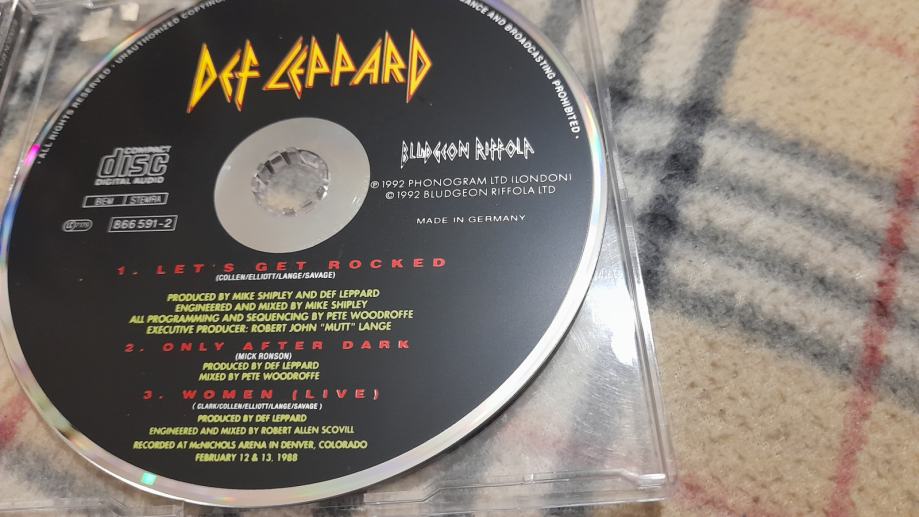 ALL RIGHTS RESERVED · UNAUTHORIZED
AND BROADCASTING PROHIBITED ·
DEF LEPPARD
COMPACT
disc
DIGITAL AUDIO
BLUDGEON RIFFOLA
℗ 1992 PHONOGRAM LTD (LONDON)
© 1992 BLUDGEON RIFFOLA LTD
BIEM STEMRA
866 591-2
MADE IN GERMANY
1. LET'S GET ROCKED
(COLLEN/ELLIOTT/LANGE/SAVAGE)
PRODUCED BY MIKE SHIPLEY AND DEF LEPPARD
ENGINEERED AND MIXED BY MIKE SHIPLEY
ALL PROGRAMMING AND SEQUENCING BY PETE WOODROFFE
EXECUTIVE PRODUCER: ROBERT JOHN "MUTT" LANGE
2. ONLY AFTER DARK
(MICK RONSON)
PRODUCED BY DEF LEPPARD
MIXED BY PETE WOODROFFE
3. WOMEN (LIVE)
( CLARK/COLLEN/ELLIOTT/LANGE/SAVAGE )
PRODUCED BY DEF LEPPARD
ENGINEERED AND MIXED BY ROBERT ALLEN SCOVILL
RECORDED AT McNICHOLS ARENA IN DENVER, COLORADO
FEBRUARY 12 & 13, 1988